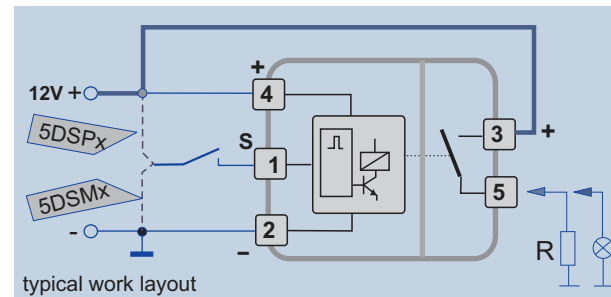 12V +
+
4
3
+
5DSPx
S
1
5
5DSMx
2
-
–
R
typical work layout